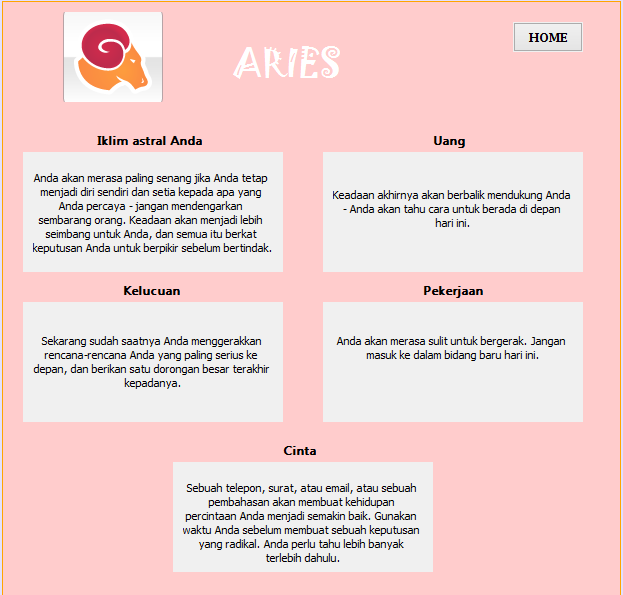 ARIES
HOME
Iklim astral Anda
Anda akan merasa paling senang jika Anda tetap
menjadi diri sendiri dan setia kepada apa yang
Anda percaya - jangan mendengarkan
sembarang orang. Keadaan akan menjadi lebih
seimbang untuk Anda, dan semua itu berkat
keputusan Anda untuk berpikir sebelum bertindak.
Uang
Keadaan akhirnya akan berbalik mendukung Anda
- Anda akan tahu cara untuk berada di depan
hari ini.
Kelucuan
Sekarang sudah saatnya Anda menggerakkan
rencana-rencana Anda yang paling serius ke
depan, dan berikan satu dorongan besar terakhir
kepadanya.
Pekerjaan
Anda akan merasa sulit untuk bergerak. Jangan
masuk ke dalam bidang baru hari ini.
Cinta
Sebuah telepon, surat, atau email, atau sebuah
pembahasan akan membuat kehidupan
percintaan Anda menjadi semakin baik. Gunakan
waktu Anda sebelum membuat sebuah keputusan
yang radikal. Anda perlu tahu lebih banyak
terlebih dahulu.